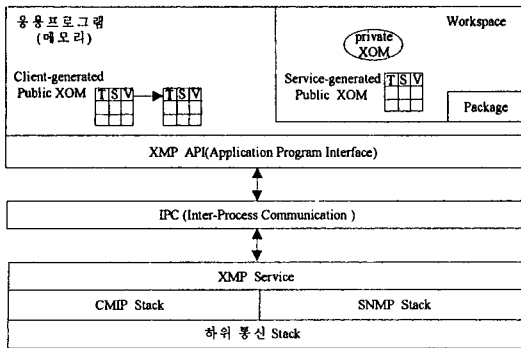 응용프로그램
(메모리)
Workspace
private
XOM
Client-generated
Public XOM
T S V
T S V
Service-generated
Public XOM
T S V
Package
XMP API(Application Program Interface)
IPC (Inter-Process Communication )
XMP Service
CMIP Stack
SNMP Stack
하위 통신 Stack